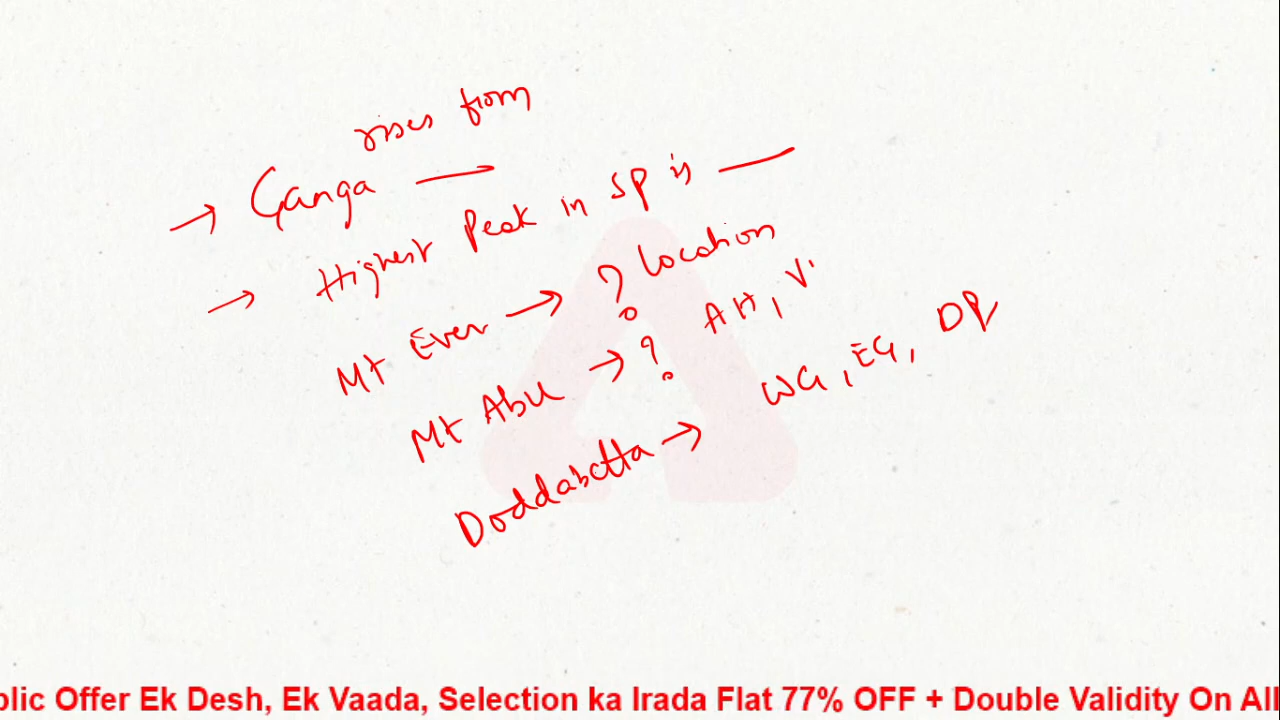 rises from
→ Ganga →
→ Highest Peak in SP is —
Mt Ever → ? location
Mt Abu → ? AH, V'
Doddabetta → WG, EG, DP
blic Offer Ek Desh, Ek Vaada, Selection ka Irada Flat 77% OFF + Double Validity On All